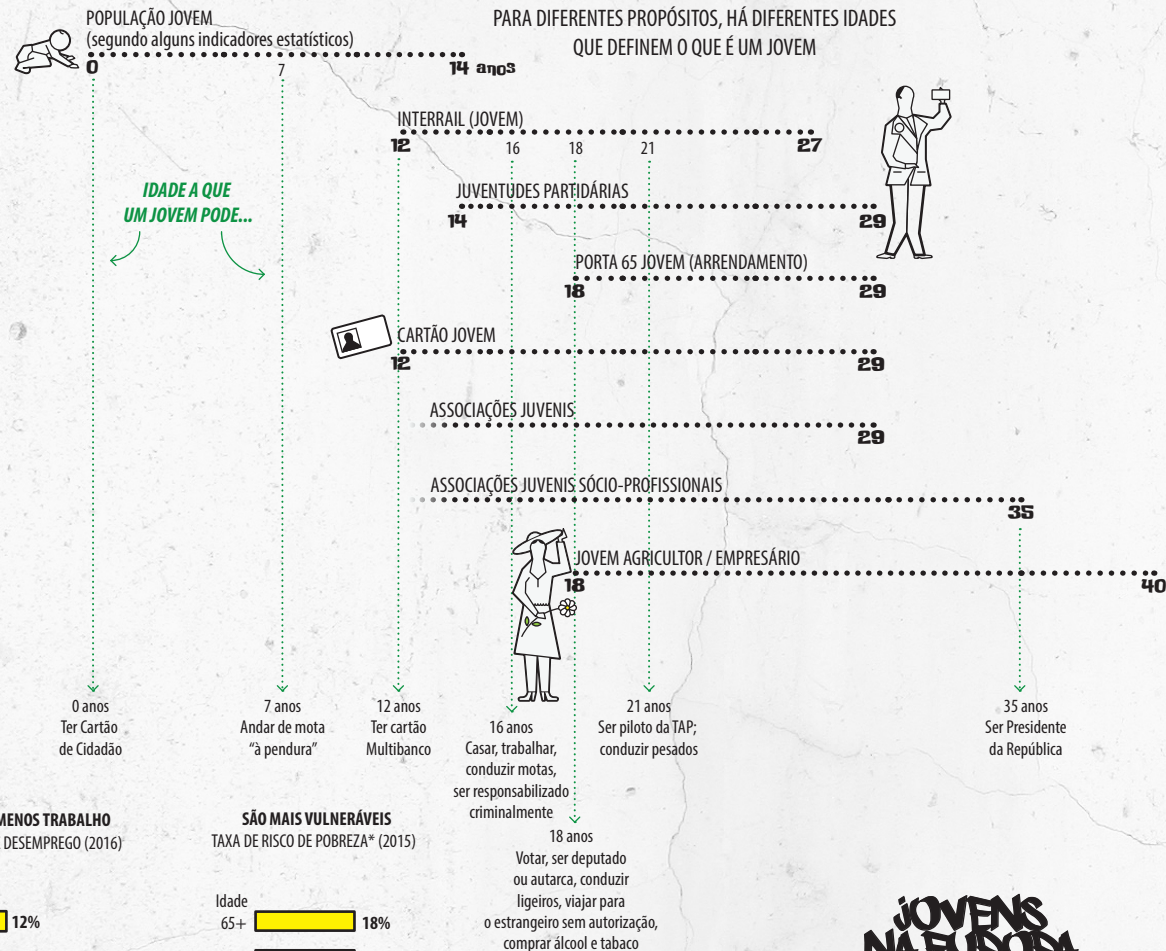 POPULAÇÃO JOVEM
(segundo alguns indicadores estatísticos)
0
7
14 anos
PARA DIFERENTES PROPÓSITOS, HÁ DIFERENTES IDADES
QUE DEFINEM O QUE É UM JOVEM
INTERRAIL (JOVEM)
12
16
18
21
27
IDADE A QUE
UM JOVEM PODE...
JUVENTUDES PARTIDÁRIAS
14
29
PORTA 65 JOVEM (ARRENDAMENTO)
18
29
CARTÃO JOVEM
12
29
ASSOCIAÇÕES JUVENIS
29
ASSOCIAÇÕES JUVENIS SÓCIO-PROFISSIONAIS
35
JOVEM AGRICULTOR / EMPRESÁRIO
18
40
0 anos
Ter Cartão
de Cidadão
7 anos
Andar de mota
“à pendura”
12 anos
Ter cartão
Multibanco
16 anos
Casar, trabalhar,
conduzir motas,
ser responsabilizado
criminalmente
18 anos
Votar, ser deputado
ou autarca, conduzir
ligeiros, viajar para
o estrangeiro sem autorização,
comprar álcool e tabaco
21 anos
Ser piloto da TAP;
conduzir pesados
35 anos
Ser Presidente
da República
MENOS TRABALHO
DESEMPREGO (2016)
12%
SÃO MAIS VULNERÁVEIS
TAXA DE RISCO DE POBREZA* (2015)
Idade
65+
18%
JOVENS
NA EUROPA